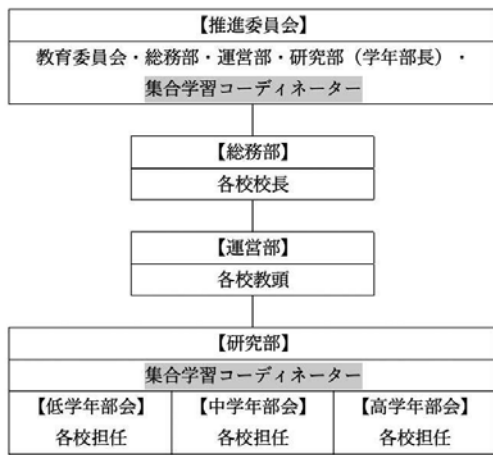 【推進委員会】
教育委員会・総務部・運営部・研究部（学年部長）・
集合学習コーディネーター
【総務部】
各校校長
【運営部】
各校教頭
【研究部】
集合学習コーディネーター
【低学年部会】 【中学年部会】 【高学年部会】
各校担任 各校担任 各校担任